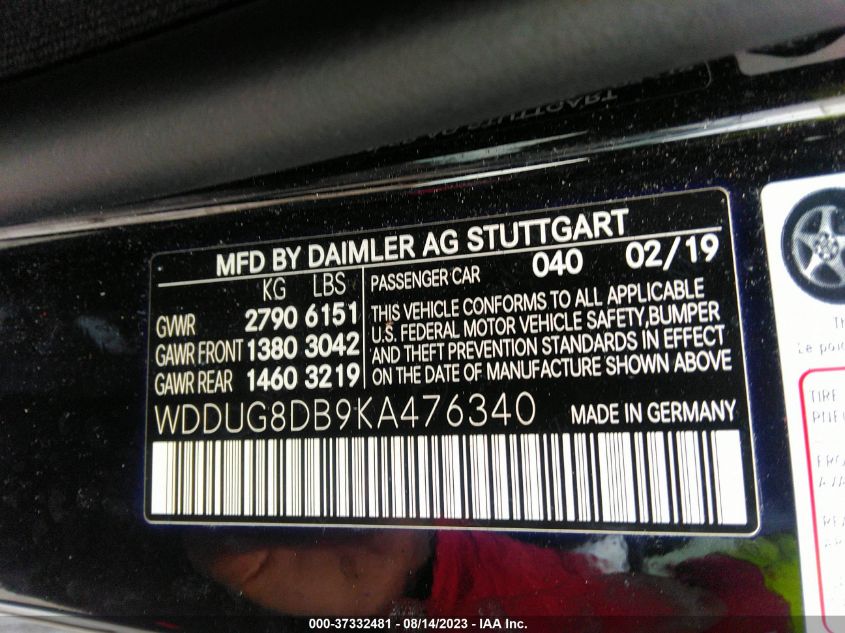 MFD BY DAIMLER AG STUTTGART
KG LBS
GVWR 2790 6151
GAWR FRONT 1380 3042
GAWR REAR 1460 3219
PASSENGER CAR 040 02/19
THIS VEHICLE CONFORMS TO ALL APPLICABLE
U.S. FEDERAL MOTOR VEHICLE SAFETY, BUMPER
AND THEFT PREVENTION STANDARDS IN EFFECT
ON THE DATE OF MANUFACTURE SHOWN ABOVE
WDDUG8DB9KA476340 MADE IN GERMANY
TIRE
000-37332481 - 08/14/2023 - IAA Inc.